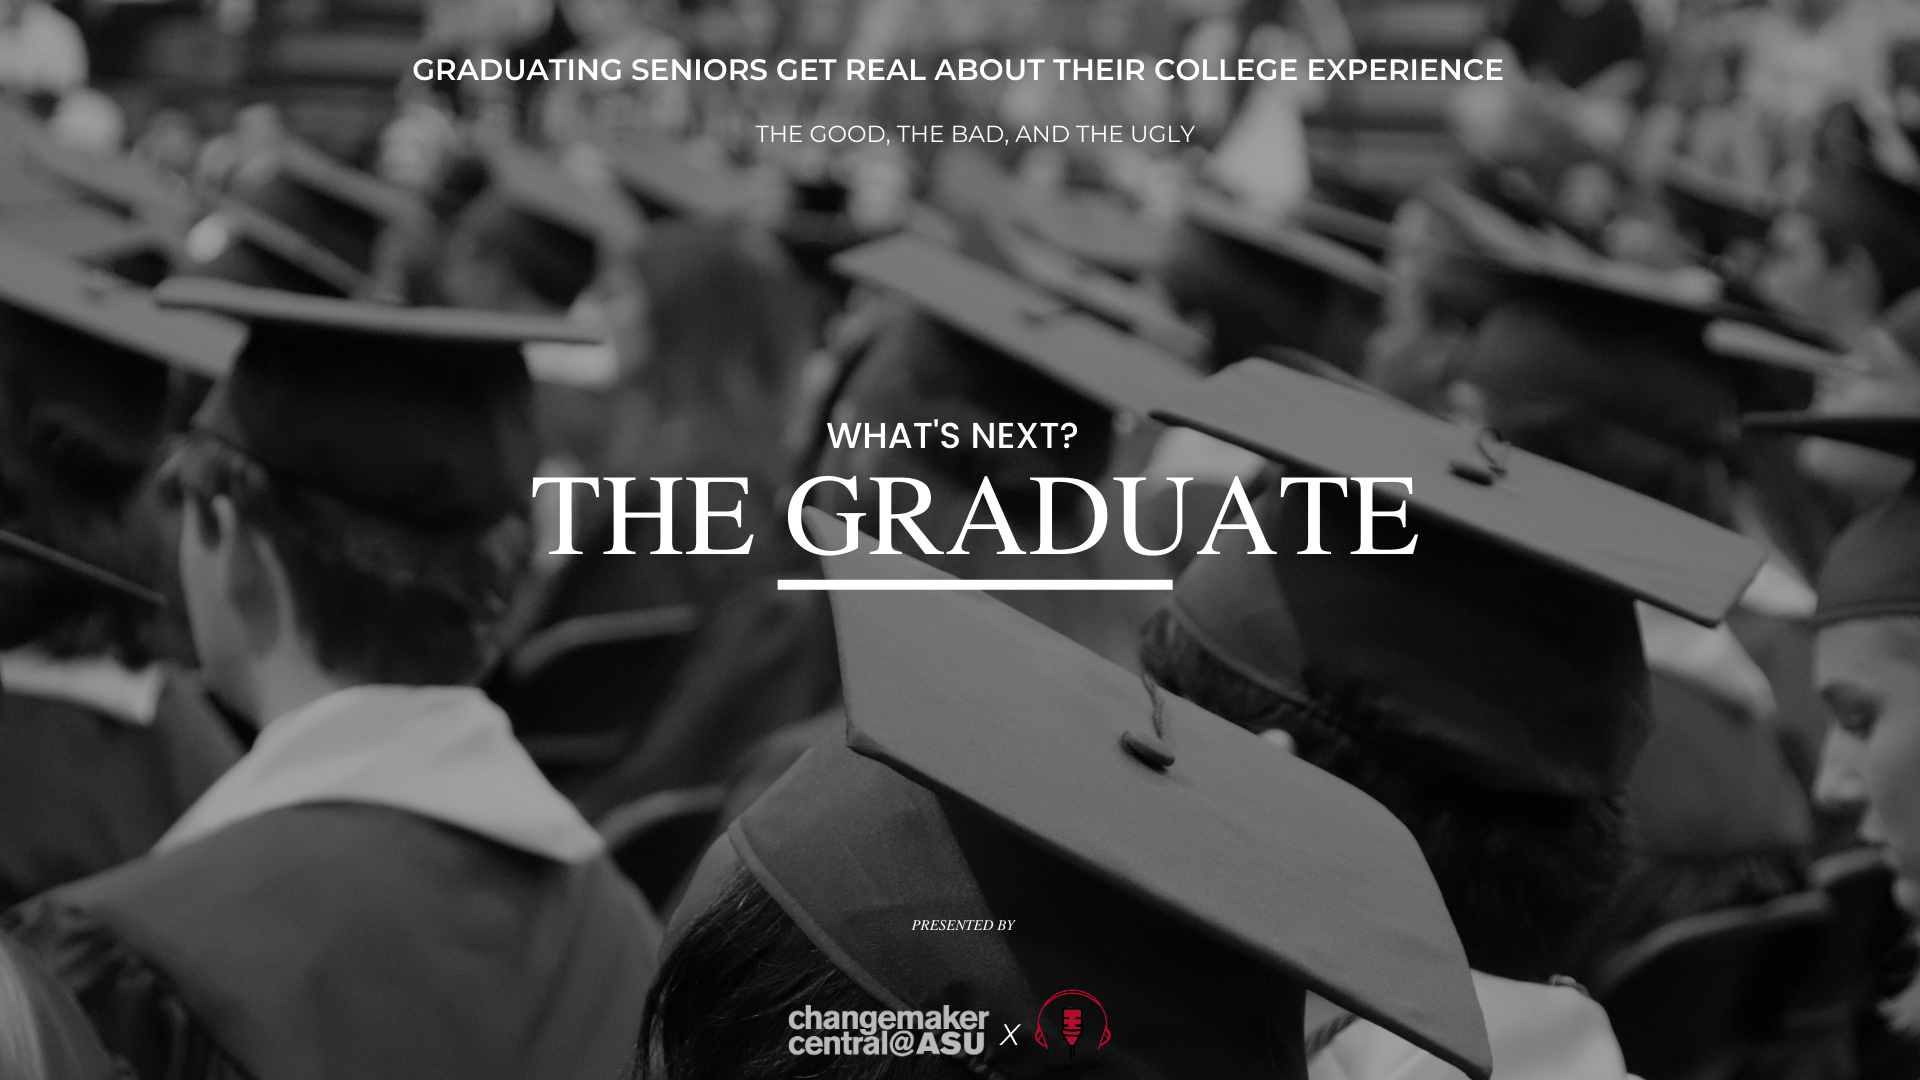 GRADUATING SENIORS GET REAL ABOUT THEIR COLLEGE EXPERIENCE
THE GOOD, THE BAD, AND THE UGLY
WHAT'S NEXT?
THE GRADUATE
PRESENTED BY
changemaker
central@ASU X